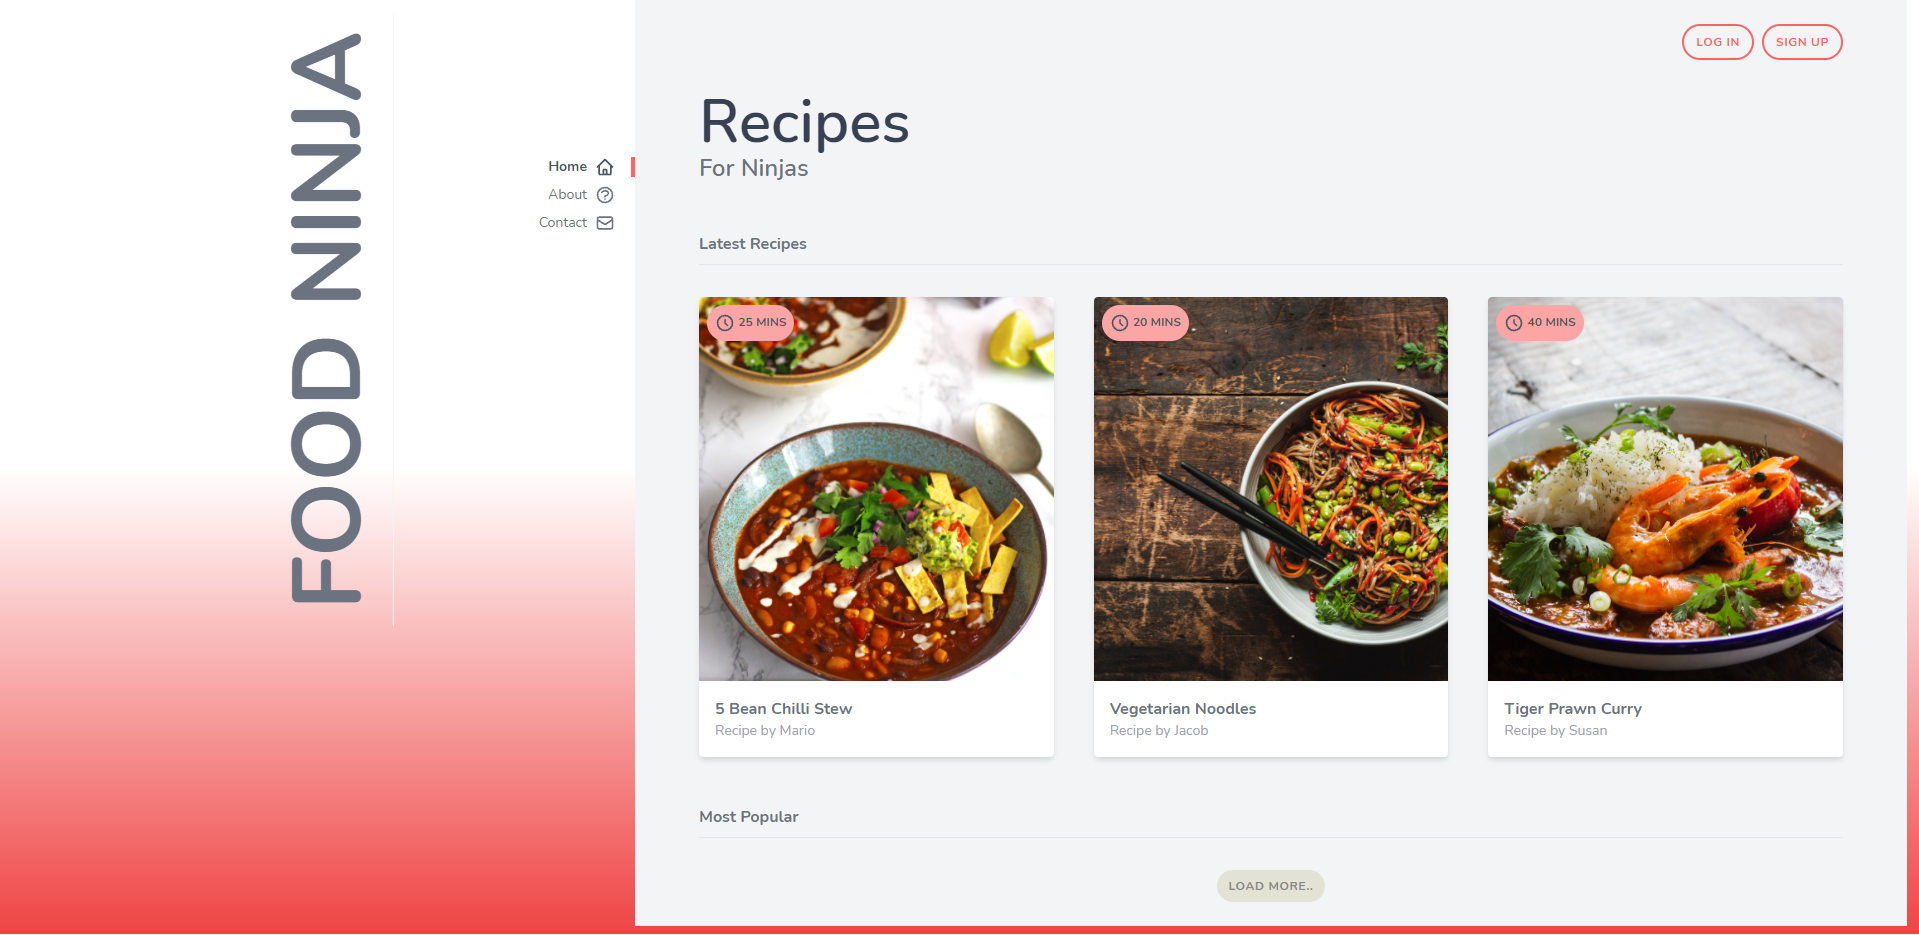 FOOD NINJA
Home
About
Contact
LOG IN
SIGN UP
Recipes
For Ninjas
Latest Recipes
25 MINS
5 Bean Chilli Stew
Recipe by Mario
20 MINS
Vegetarian Noodles
Recipe by Jacob
40 MINS
Tiger Prawn Curry
Recipe by Susan
Most Popular
LOAD MORE..